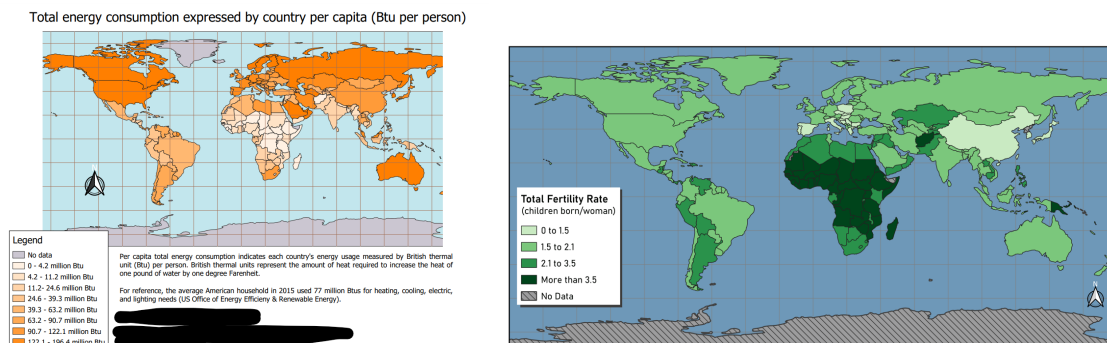 Total energy consumption expressed by country per capita (Btu per person)
N
Legend
No data
0 - 4.2 million Btu
4.2 - 11.2 million Btu
11.2- 24.6 million Btu
24.6 - 39.3 million Btu
39.3 - 63.2 million Btu
63.2 - 90.7 million Btu
90.7 - 122.1 million Btu
122.1 - 196.4 million Btu
Per capita total energy consumption indicates each country's energy usage measured by British thermal
unit (Btu) per person. British thermal units represent the amount of heat required to increase the heat of
one pound of water by one degree Farenheit.
For reference, the average American household in 2015 used 77 million Btus for heating, cooling, electric,
and lighting needs (US Office of Energy Efficieny & Renewable Energy).
Total Fertility Rate
(children born/woman)
0 to 1.5
1.5 to 2.1
2.1 to 3.5
More than 3.5
No Data
N